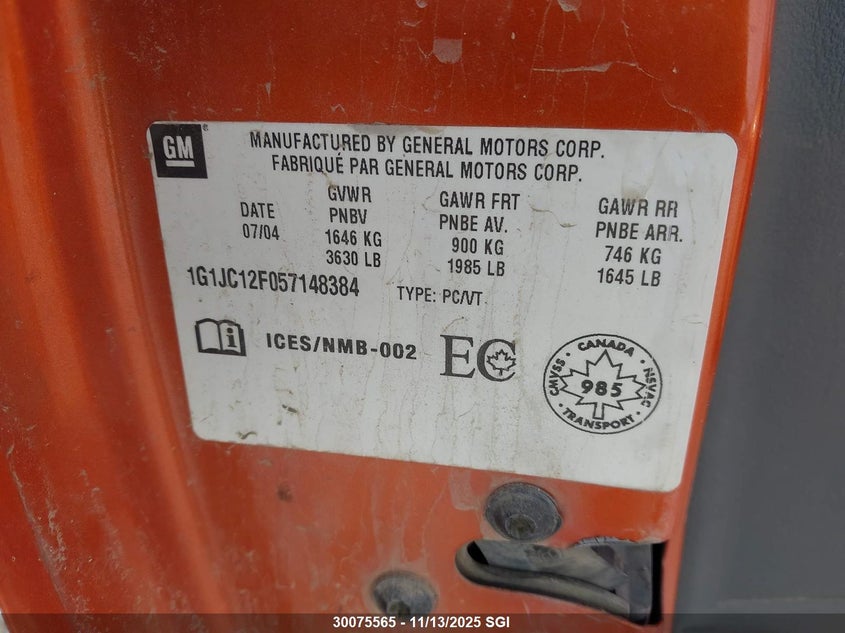 GM
MANUFACTURED BY GENERAL MOTORS CORP.
FABRIQUÉ PAR GENERAL MOTORS CORP.
DATE
07/04
GVWR
PNBV
1646 KG
3630 LB
GAWR FRT
PNBE AV.
900 KG
1985 LB
GAWR RR
PNBE ARR.
746 KG
1645 LB
1G1JC12F057148384
TYPE: PC/VT
ICES/NMB-002
EC
CMVSS • CANADA • NSVAC
985
• TRANSPORT •
30075565 - 11/13/2025 SGI